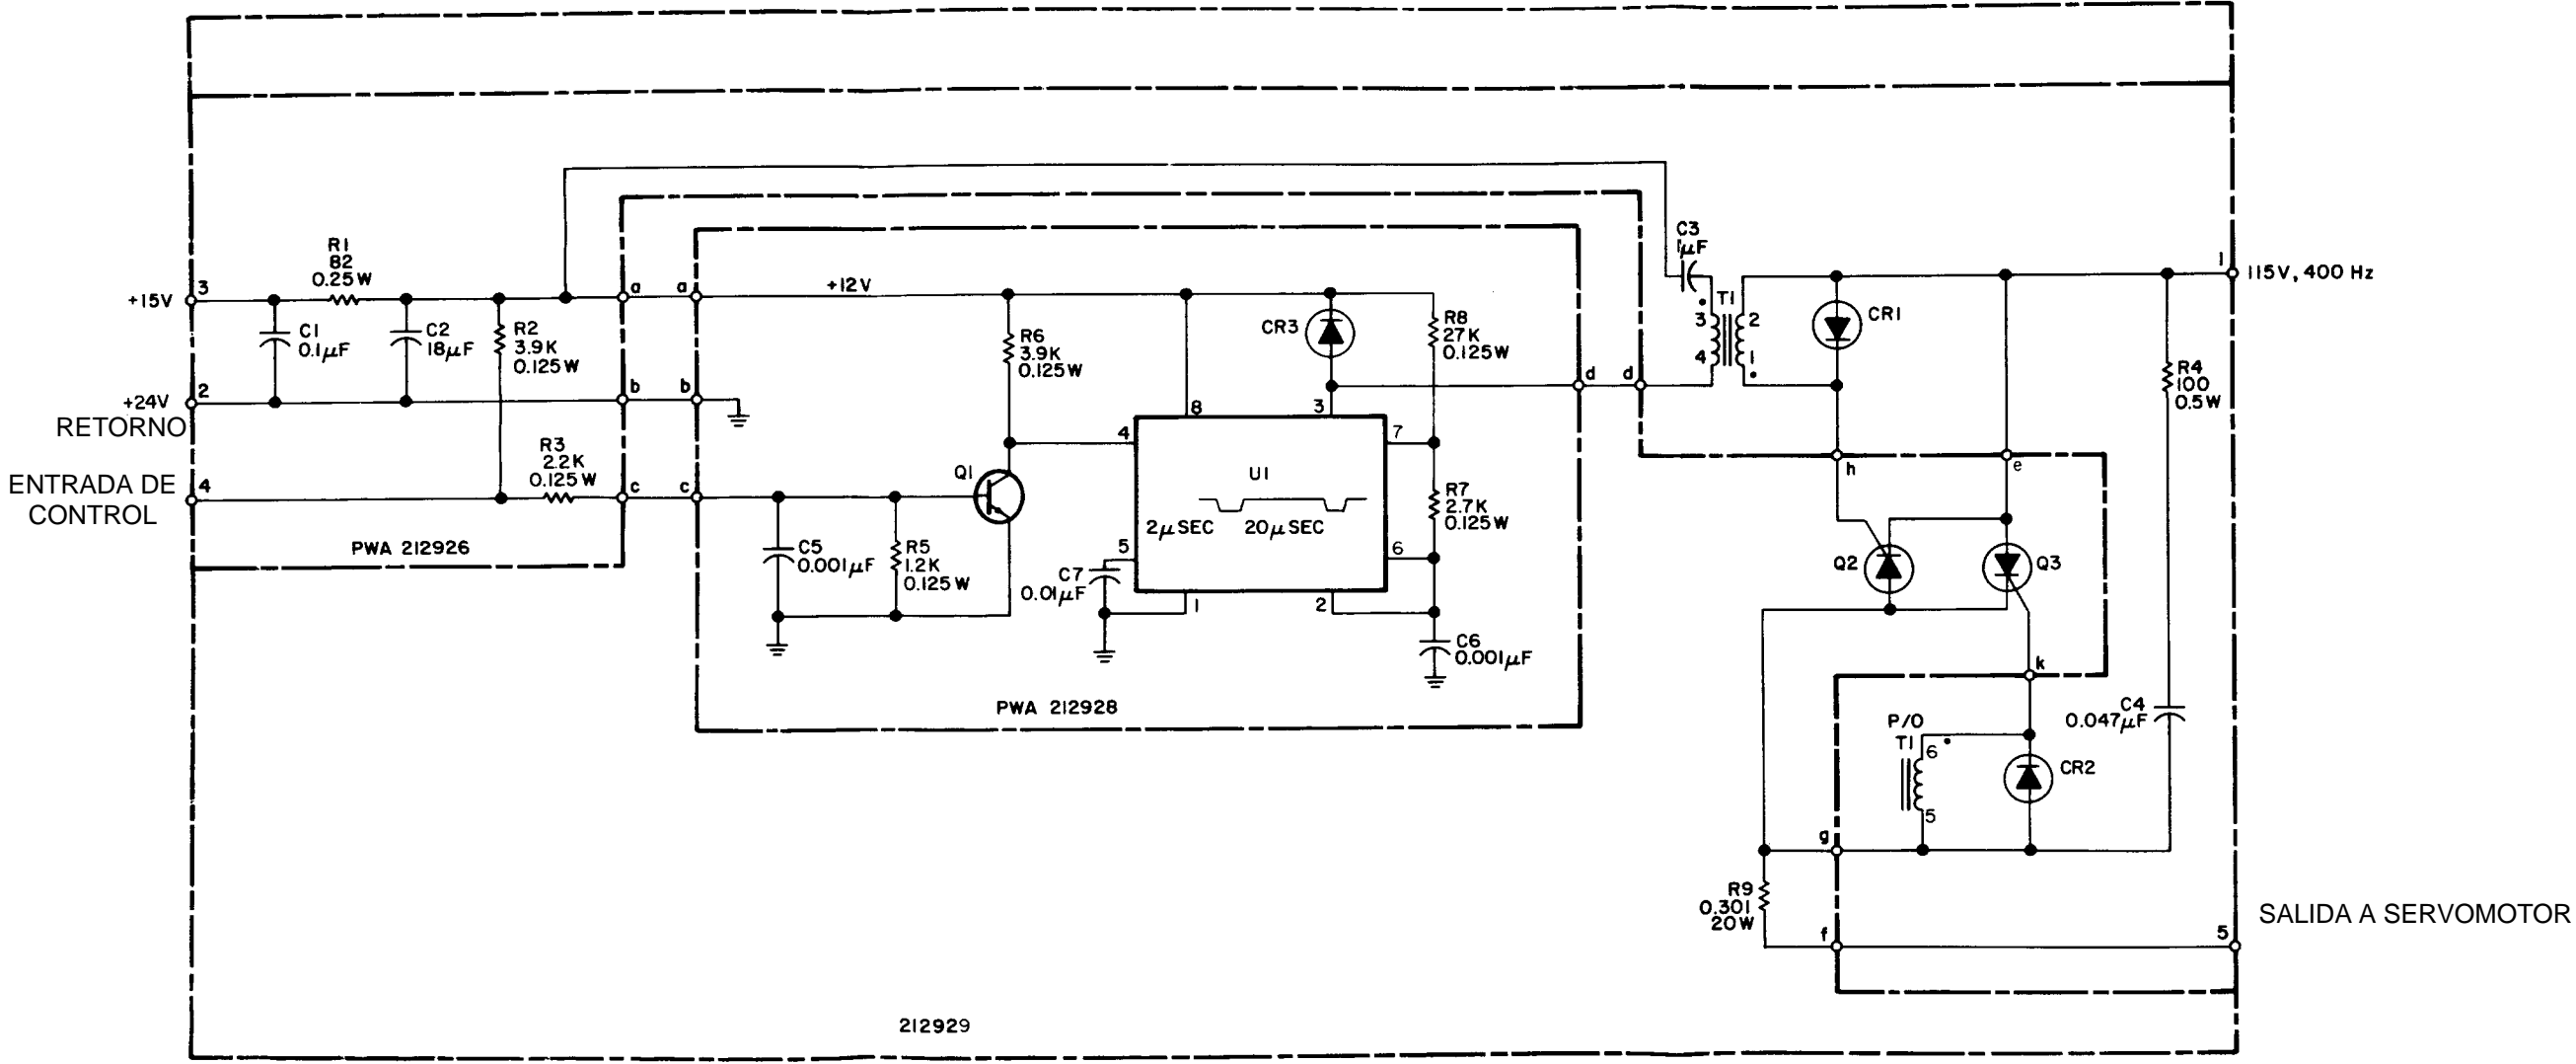 +15V
3
R1
82
0.25W
C1
0.1µF
C2
18µF
R2
3.9K
0.125W
+24V
RETORNO
2
ENTRADA DE
CONTROL
4
R3
2.2K
0.125W
a
b
c
PWA 212926
a
b
c
+12V
R6
3.9K
0.125W
Q1
C5
0.001µF
R5
1.2K
0.125W
C7
0.01µF
CR3
R8
27K
0.125W
8
3
4
7
5
6
1
2
U1
2µSEC
20µSEC
R7
2.7K
0.125W
C6
0.001µF
PWA 212928
d
d
C3
1µF
T1
3
4
2
1
CR1
1
115V, 400 Hz
R4
100
0.5W
h
e
Q2
Q3
k
C4
0.047µF
P/O
T1
6
5
CR2
g
R9
0.301
20W
f
5
SALIDA A SERVOMOTOR
212929